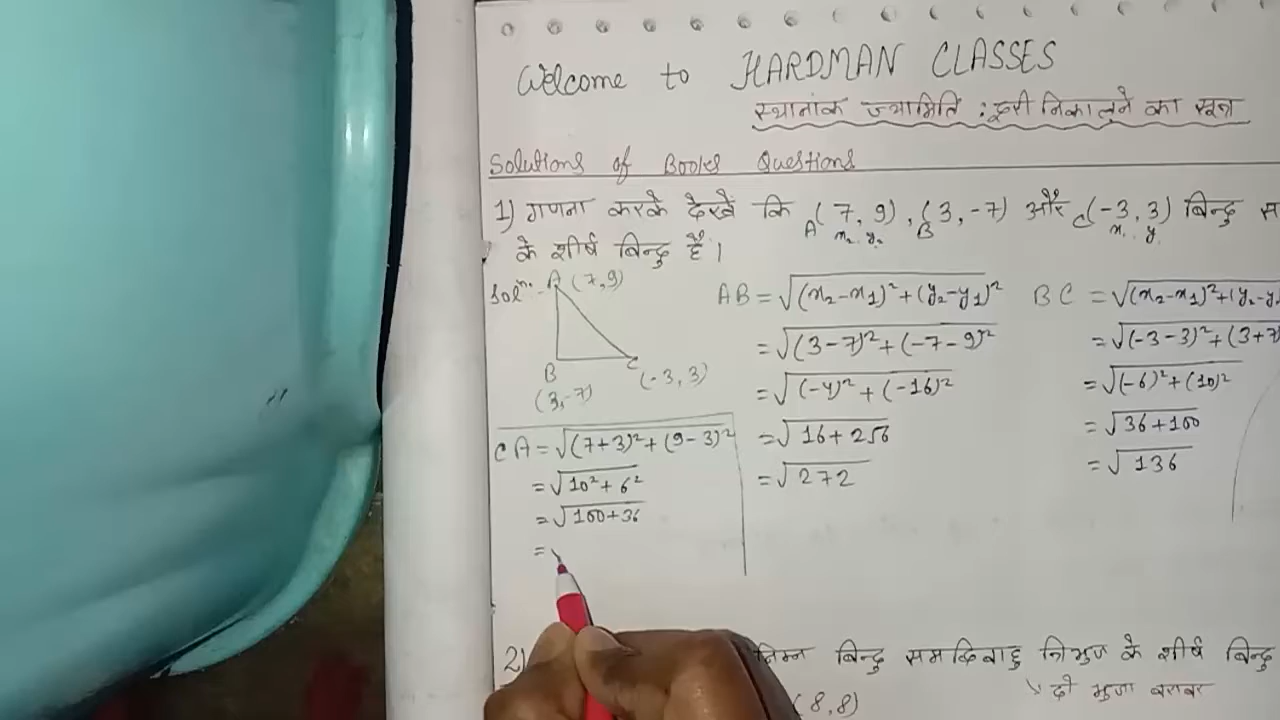 Welcome to HARDMAN CLASSES
स्थानांक ज्यामिति : दूरी निकालने का सूत्र
Solutions of Books Questions
1) गणना करके देखें कि (7, 9), (3, -7) और (-3, 3) बिन्दु स
A x₂ y₂ B C x₁ y₁
के शीर्ष बिन्दु हैं।
Solⁿ.- A (7, 9)
B
(3, -7)
C
(-3, 3)
AB = √(x₂-x₁)²+(y₂-y₁)²
= √(3-7)²+(-7-9)²
= √(-4)²+(-16)²
= √16+256
= √272
BC = √(x₂-x₁)²+(y₂-y
= √(-3-3)²+(3+7)
= √(-6)²+(10)²
= √36+100
= √136
CA = √(7+3)²+(9-3)²
= √10²+6²
= √100+36
=
2)
निम्न बिन्दु समद्विबाहु त्रिभुज के शीर्ष बिन्दु
दो भुजा बराबर
(8,8)